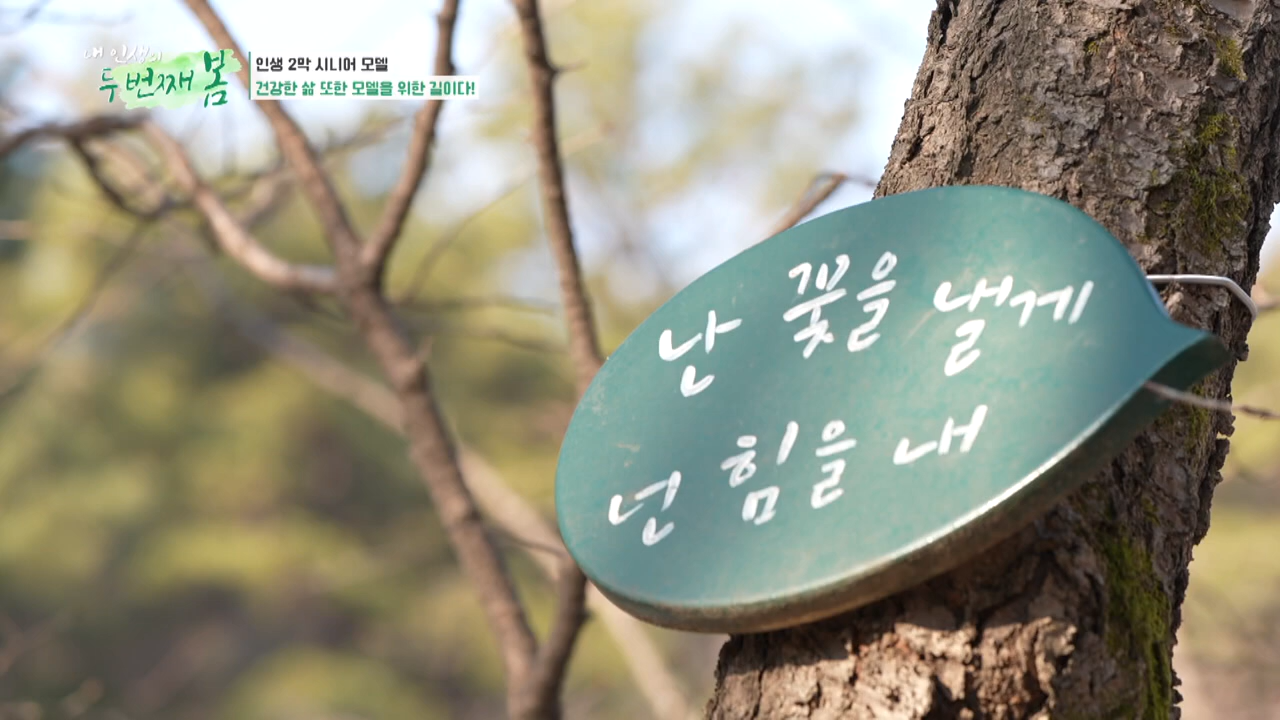 내 인생의
두 번째 봄
인생 2막 시니어 모델
건강한 삶 또한 모델을 위한 길이다!
난 꽃을 낼게
넌 힘을 내